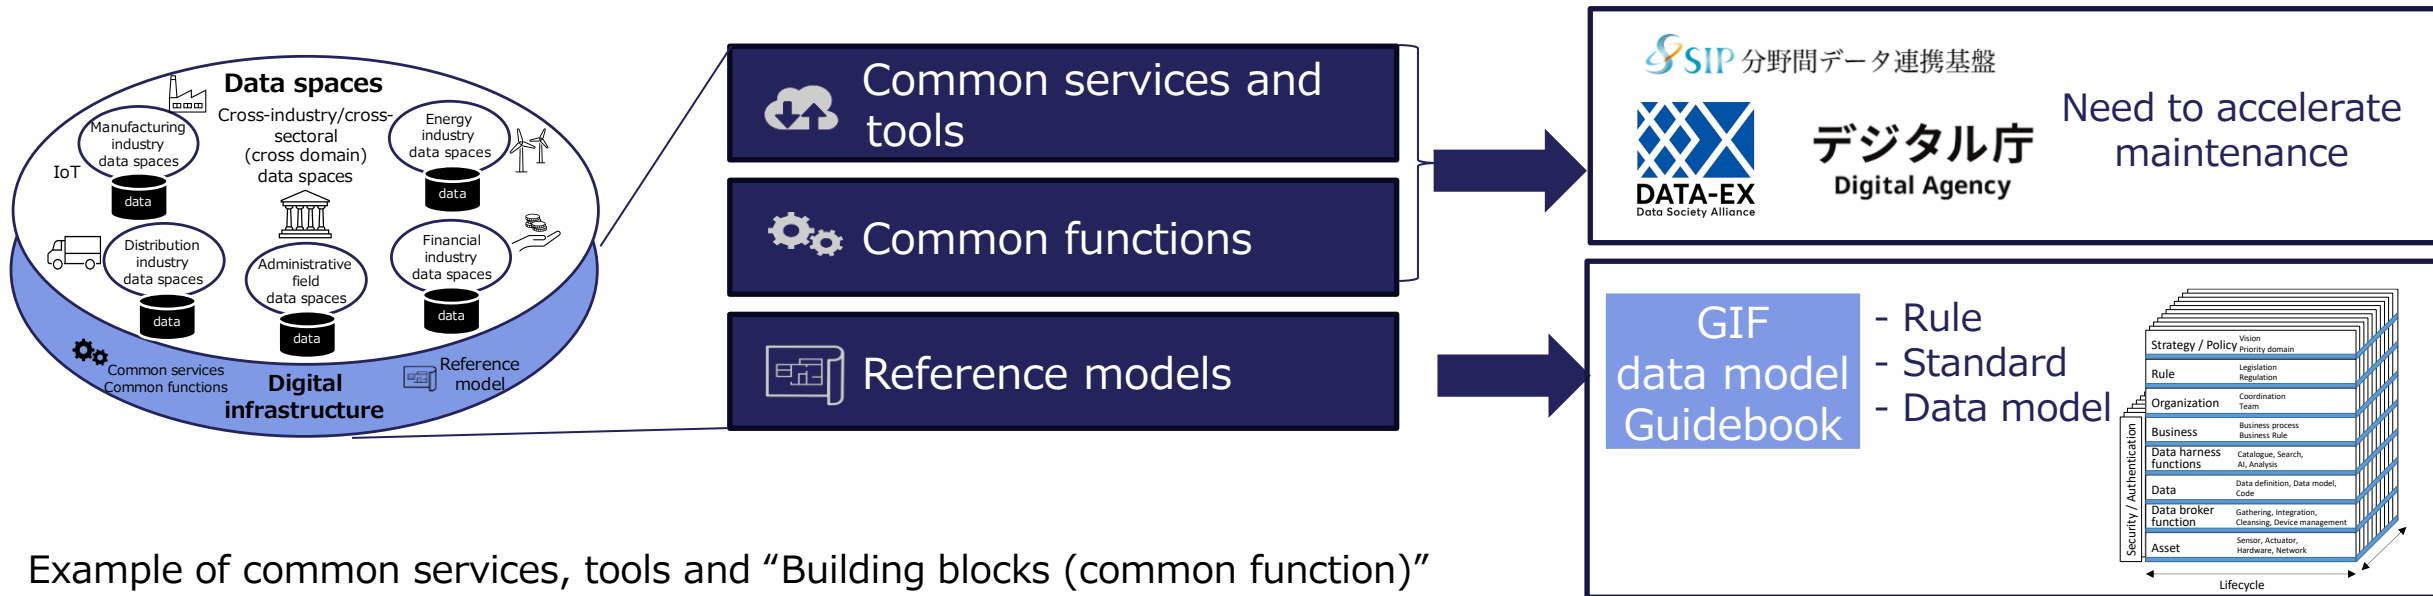 Data spaces
Cross-industry/cross-
sectoral
(cross domain)
data spaces
Manufacturing
industry
data spaces
IoT
data
Energy
industry
data spaces
data
Distribution
industry
data spaces
data
Administrative
field
data spaces
data
Financial
industry
data spaces
data
Common services
Common functions
Digital
infrastructure
Reference
model
Common services and
tools
Common functions
Reference models
SIP 分野間データ連携基盤
DATA-EX
Data Society Alliance
デジタル庁
Digital Agency
Need to accelerate
maintenance
GIF
data model
Guidebook
- Rule
- Standard
- Data model
Strategy / Policy
Vision
Priority domain
Rule
Legislation
Regulation
Organization
Coordination
Team
Business
Business process
Business Rule
Data harness
functions
Catalogue, Search,
AI, Analysis
Data
Data definition, Data model,
Code
Data broker
function
Gathering, Integration,
Cleansing, Device management
Asset
Sensor, Actuator,
Hardware, Network
Security / Authentication
Lifecycle
Example of common services, tools and “Building blocks (common function)”